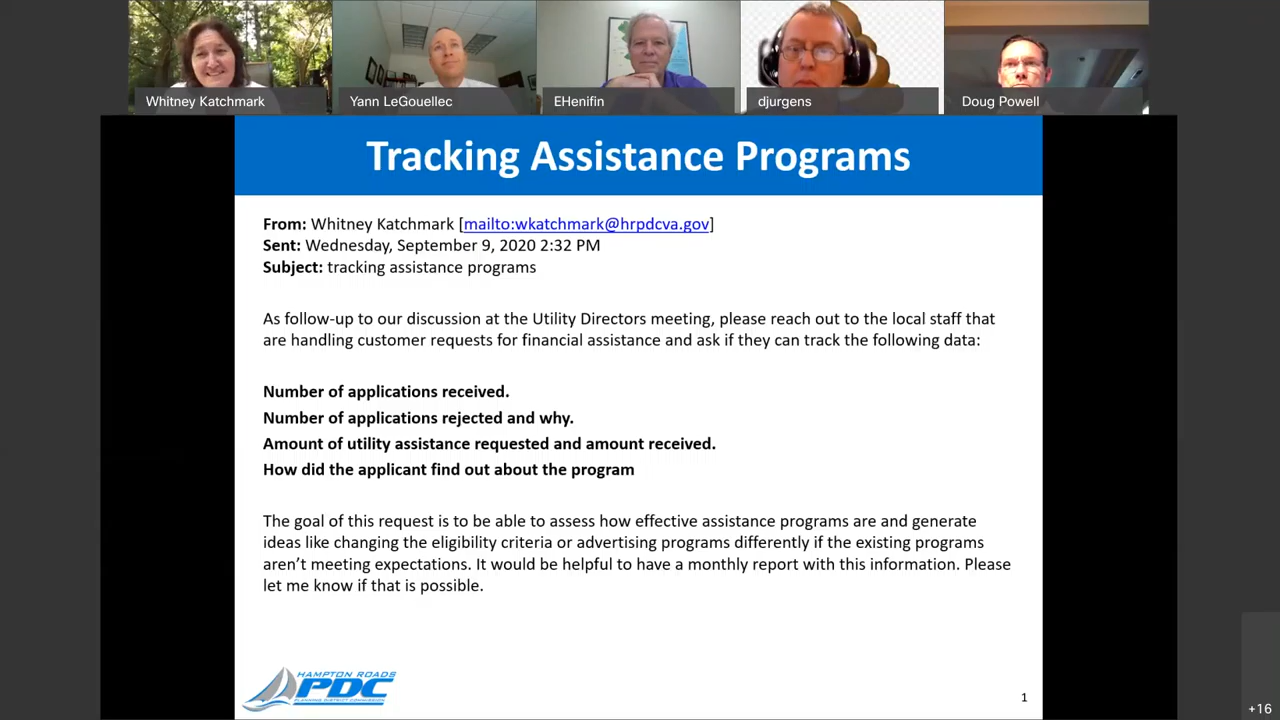 Whitney Katchmark
Yann LeGouellec
EHenifin
djurgens
Doug Powell
Tracking Assistance Programs
From: Whitney Katchmark [mailto:wkatchmark@hrpdcva.gov]
Sent: Wednesday, September 9, 2020 2:32 PM
Subject: tracking assistance programs
As follow-up to our discussion at the Utility Directors meeting, please reach out to the local staff that
are handling customer requests for financial assistance and ask if they can track the following data:
Number of applications received.
Number of applications rejected and why.
Amount of utility assistance requested and amount received.
How did the applicant find out about the program
The goal of this request is to be able to assess how effective assistance programs are and generate
ideas like changing the eligibility criteria or advertising programs differently if the existing programs
aren’t meeting expectations. It would be helpful to have a monthly report with this information. Please
let me know if that is possible.
HAMPTON ROADS
PDC
PLANNING DISTRICT COMMISSION
1
+16